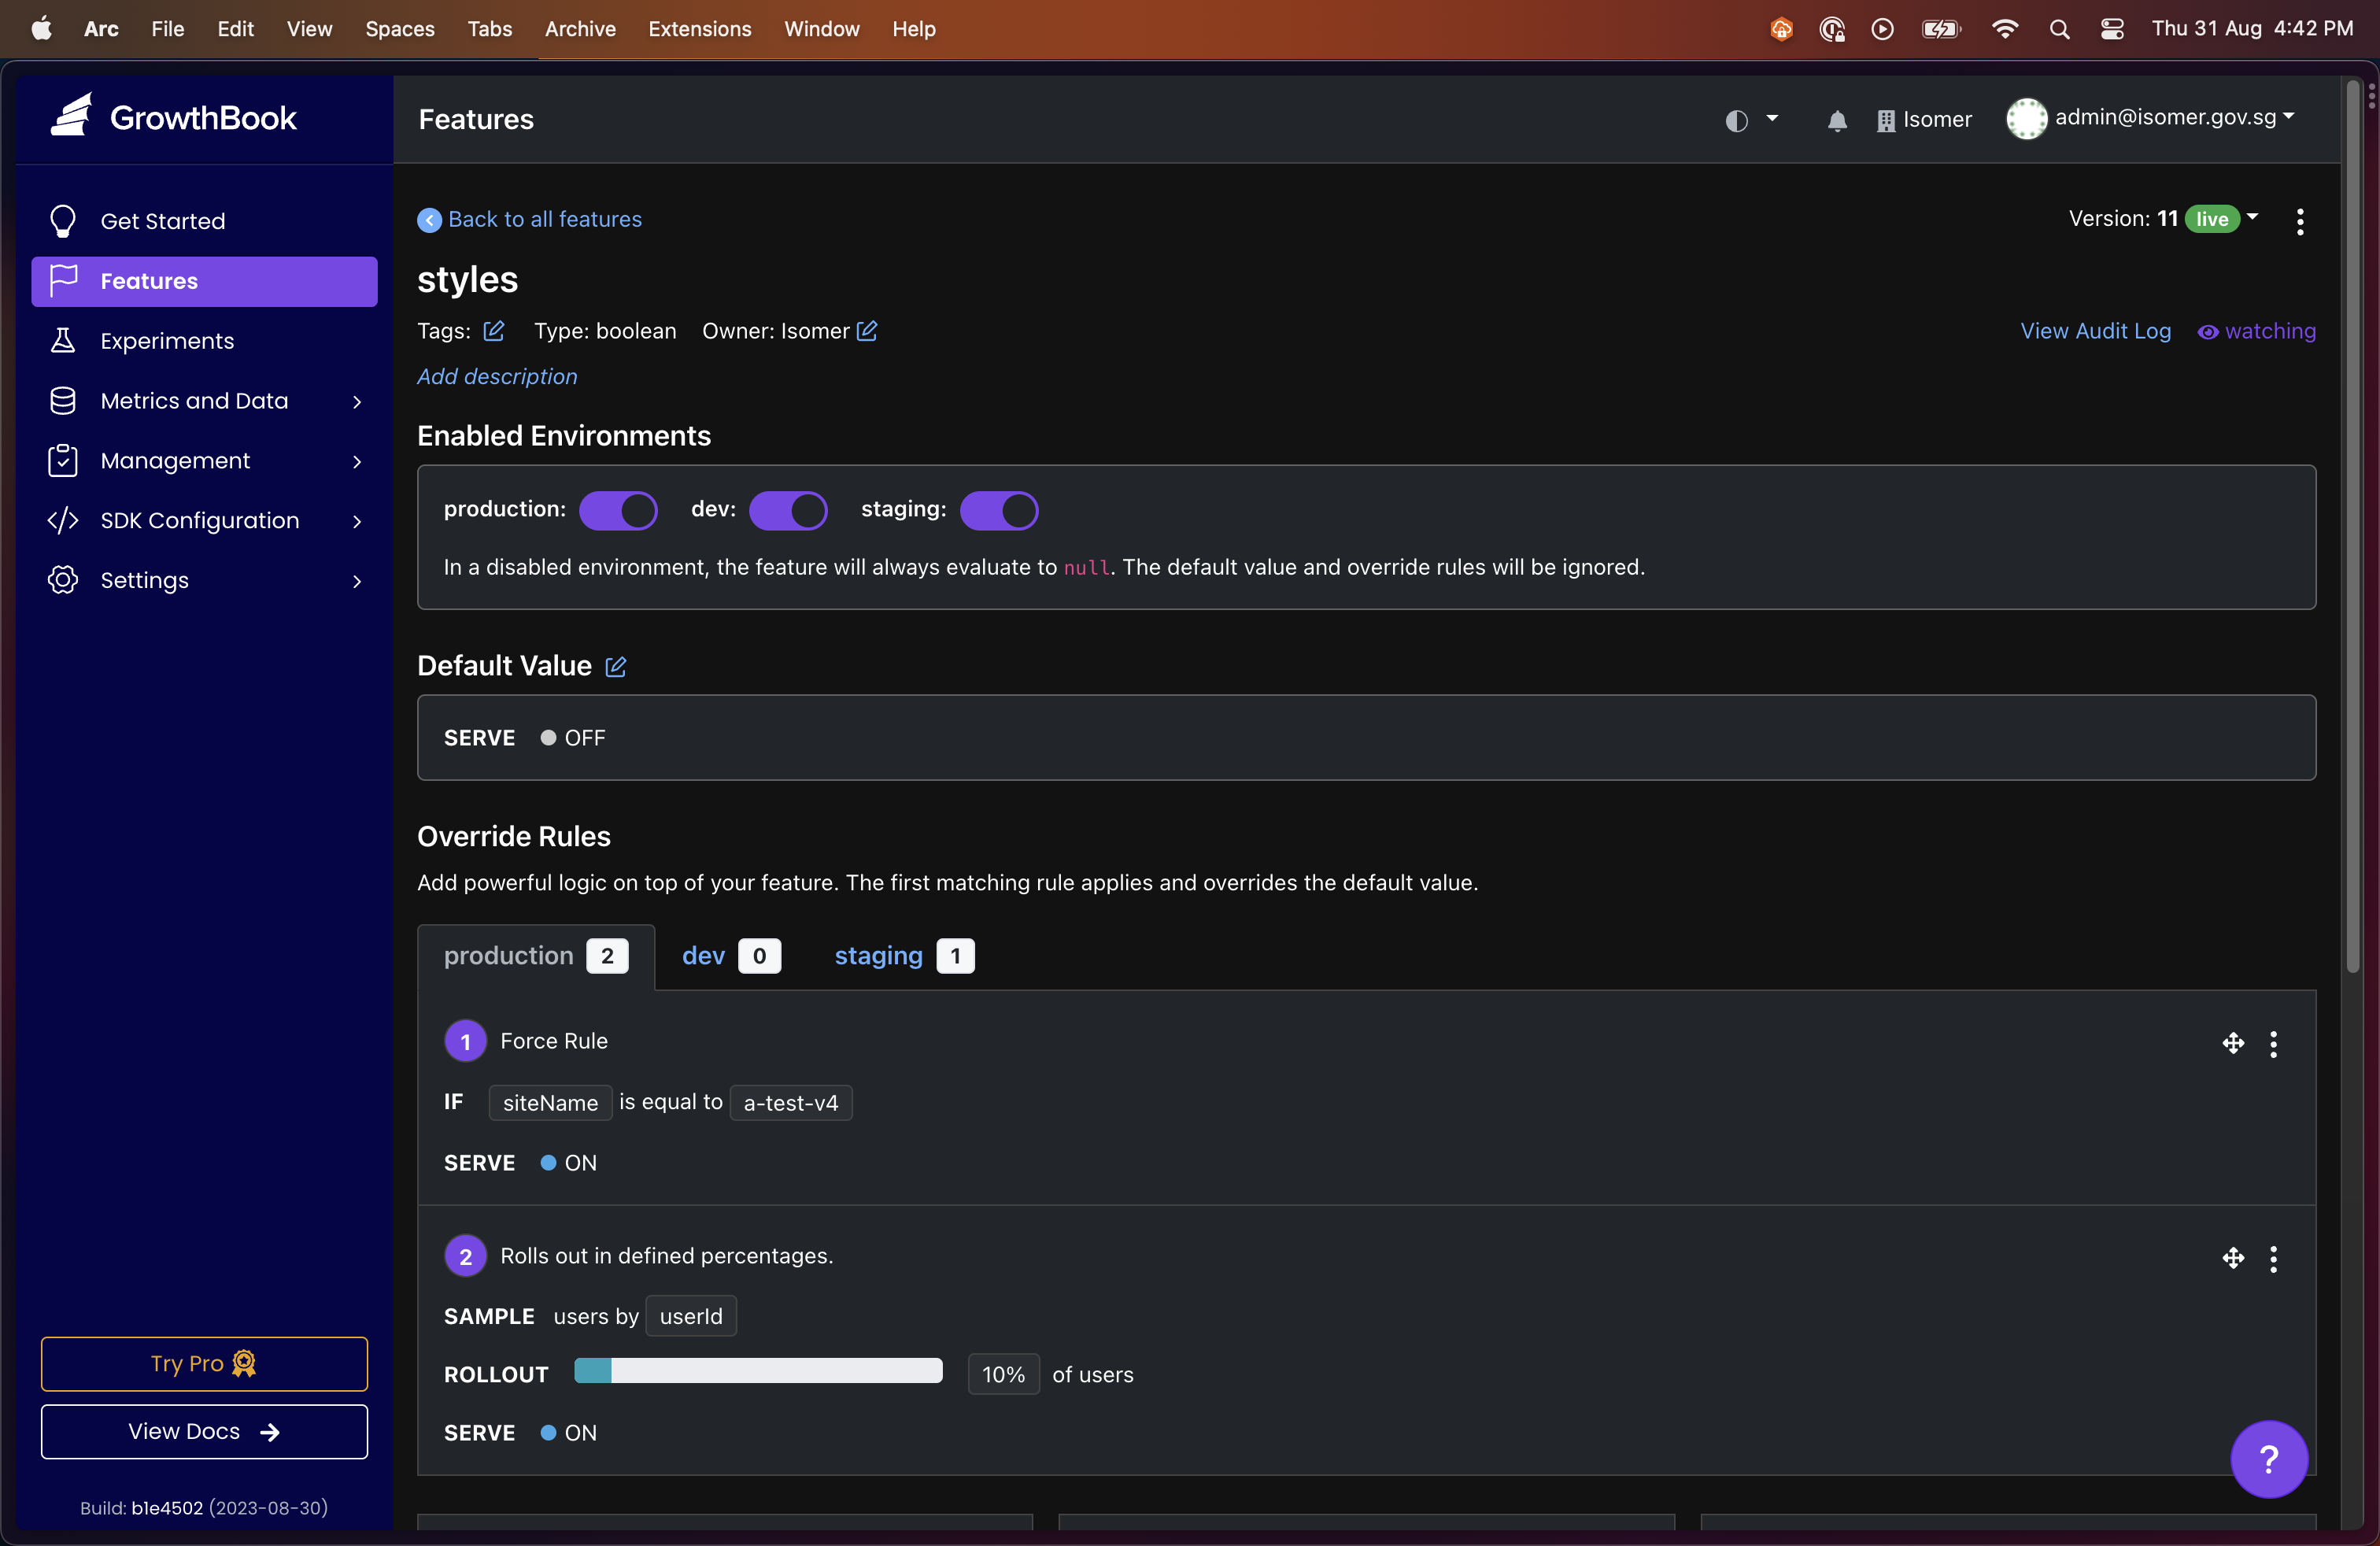 Arc File Edit View Spaces Tabs Archive Extensions Window Help Thu 31 Aug 4:42 PM
GrowthBook
Features
Isomer
admin@isomer.gov.sg
Get Started
Features
Experiments
Metrics and Data
Management
SDK Configuration
Settings
Try Pro
View Docs
Build: b1e4502 (2023-08-30)
Back to all features
Version: 11 live
styles
Tags: Type: boolean Owner: Isomer
View Audit Log watching
Add description
Enabled Environments
production: dev: staging:
In a disabled environment, the feature will always evaluate to null. The default value and override rules will be ignored.
Default Value
SERVE OFF
Override Rules
Add powerful logic on top of your feature. The first matching rule applies and overrides the default value.
production 2 dev 0 staging 1
1 Force Rule
IF siteName is equal to a-test-v4
SERVE ON
2 Rolls out in defined percentages.
SAMPLE users by userId
ROLLOUT 10% of users
SERVE ON
?